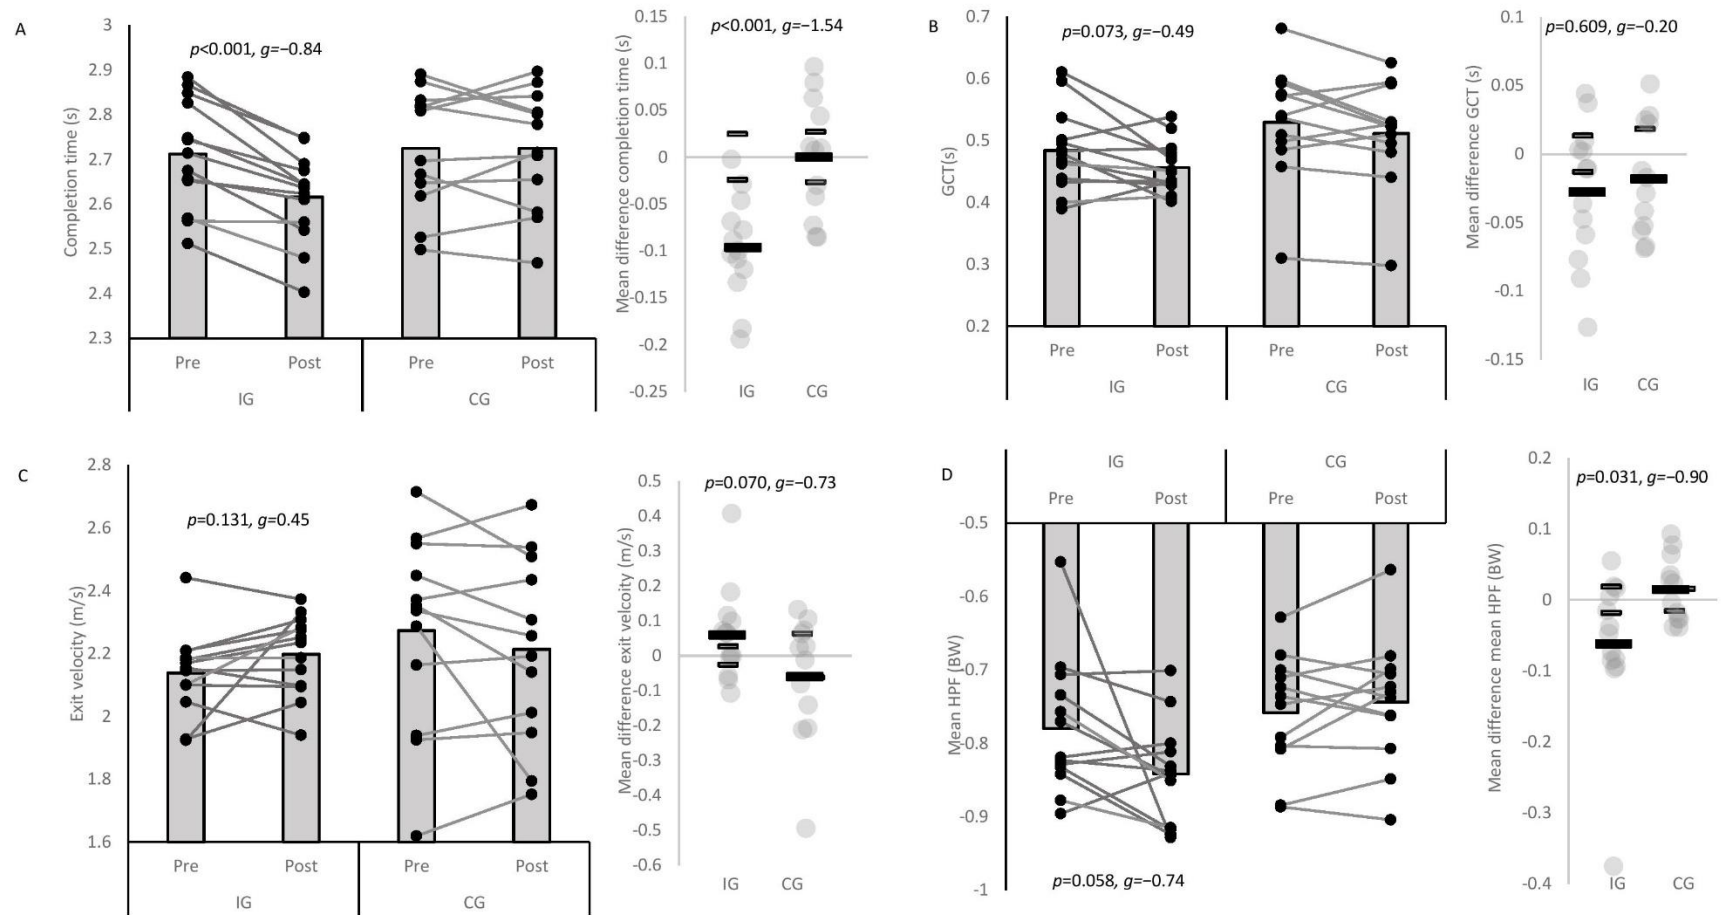 A
Completion time (s)
3
2.9
2.8
2.7
2.6
2.5
2.4
2.3
p<0.001, g=−0.84
Pre
Post
Pre
Post
IG
CG
Mean difference completion time (s)
0.15
0.1
0.05
0
-0.05
-0.1
-0.15
-0.2
-0.25
p<0.001, g=−1.54
IG
CG
B
GCT(s)
0.7
0.6
0.5
0.4
0.3
0.2
p=0.073, g=−0.49
Pre
Post
Pre
Post
IG
CG
Mean difference GCT (s)
0.1
0.05
0
-0.05
-0.1
-0.15
p=0.609, g=−0.20
IG
CG
C
Exit velocity (m/s)
2.8
2.6
2.4
2.2
2
1.8
1.6
p=0.131, g=0.45
Pre
Post
Pre
Post
IG
CG
Mean difference exit velcoity (m/s)
0.5
0.4
0.3
0.2
0.1
0
-0.1
-0.2
-0.3
-0.4
-0.5
-0.6
p=0.070, g=−0.73
IG
CG
D
IG
CG
Pre
Post
Pre
Post
Mean HPF (BW)
-0.5
-0.6
-0.7
-0.8
-0.9
-1
p=0.058, g=−0.74
Mean difference mean HPF (BW)
0.2
0.1
0
-0.1
-0.2
-0.3
-0.4
p=0.031, g=−0.90
IG
CG